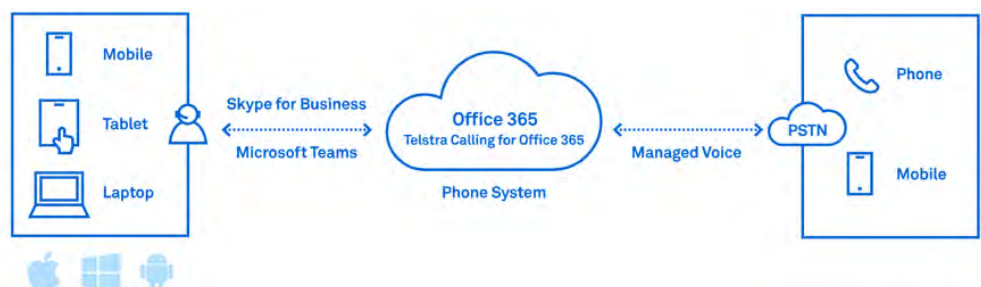 Mobile
Tablet
Laptop
Skype for Business
Microsoft Teams
Office 365
Telstra Calling for Office 365
Phone System
Managed Voice
PSTN
Phone
Mobile